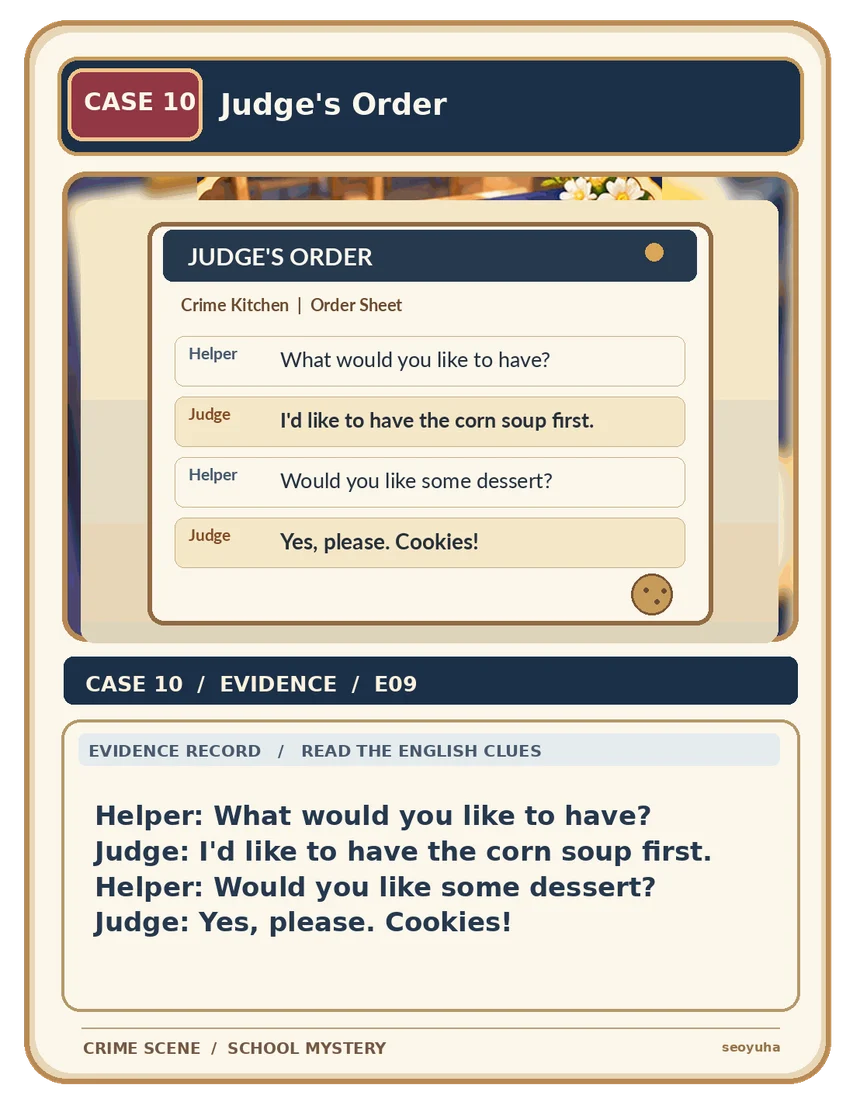 CASE 10
Judge's Order
JUDGE'S ORDER
Crime Kitchen | Order Sheet
Helper What would you like to have?
Judge I'd like to have the corn soup first.
Helper Would you like some dessert?
Judge Yes, please. Cookies!
CASE 10 / EVIDENCE / E09
EVIDENCE RECORD / READ THE ENGLISH CLUES
Helper: What would you like to have?
Judge: I'd like to have the corn soup first.
Helper: Would you like some dessert?
Judge: Yes, please. Cookies!
CRIME SCENE / SCHOOL MYSTERY
seoyuha